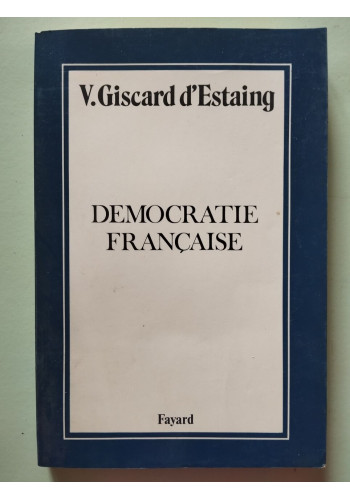 V.Giscard d'Estaing
DEMOCRATIE
FRANÇAISE
Fayard